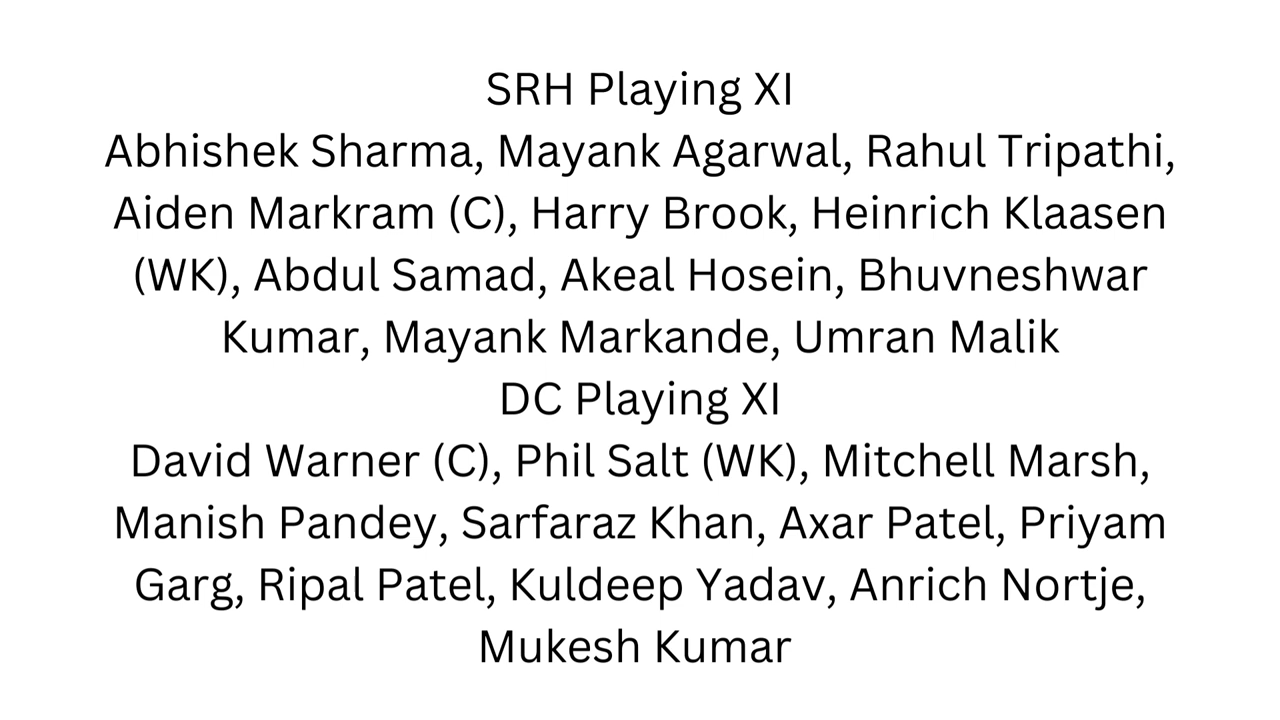 SRH Playing XI
Abhishek Sharma, Mayank Agarwal, Rahul Tripathi,
Aiden Markram (C), Harry Brook, Heinrich Klaasen
(WK), Abdul Samad, Akeal Hosein, Bhuvneshwar
Kumar, Mayank Markande, Umran Malik
DC Playing XI
David Warner (C), Phil Salt (WK), Mitchell Marsh,
Manish Pandey, Sarfaraz Khan, Axar Patel, Priyam
Garg, Ripal Patel, Kuldeep Yadav, Anrich Nortje,
Mukesh Kumar